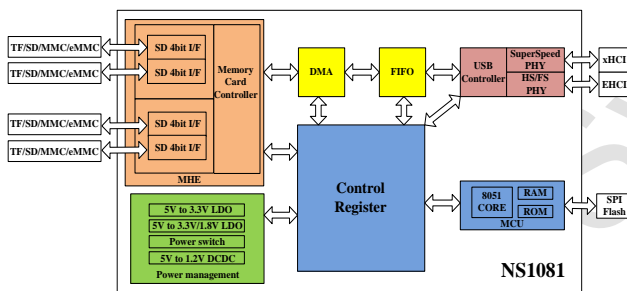 TF/SD/MMC/eMMC
TF/SD/MMC/eMMC
TF/SD/MMC/eMMC
TF/SD/MMC/eMMC
SD 4bit I/F
SD 4bit I/F
SD 4bit I/F
SD 4bit I/F
Memory
Card
Controller
MHE
DMA
FIFO
USB
Controller
SuperSpeed
PHY
HS/FS
PHY
xHCI
EHCI
Control
Register
5V to 3.3V LDO
5V to 3.3V/1.8V LDO
Power switch
5V to 1.2V DCDC
Power management
8051
CORE
RAM
ROM
MCU
SPI
Flash
NS1081